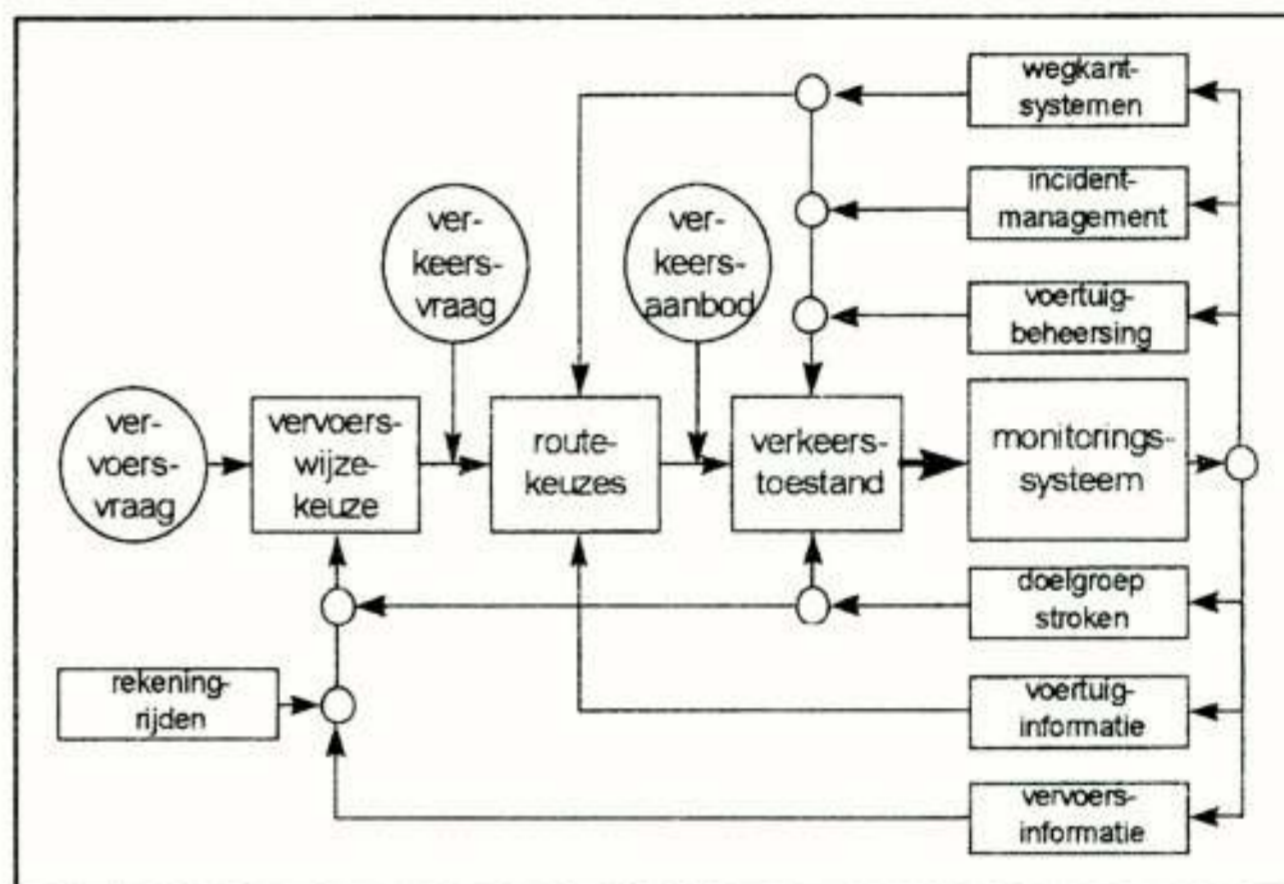 wegkant-
systemen
incident-
management
voertuig-
beheersing
ver-
keers-
vraag
ver-
keers-
aanbod
ver-
voers-
vraag
vervoers-
wijze-
keuze
route-
keuzes
verkeers-
toestand
monitorings-
systeem
doelgroep
stroken
rekening-
rijden
voertuig-
informatie
vervoers-
informatie